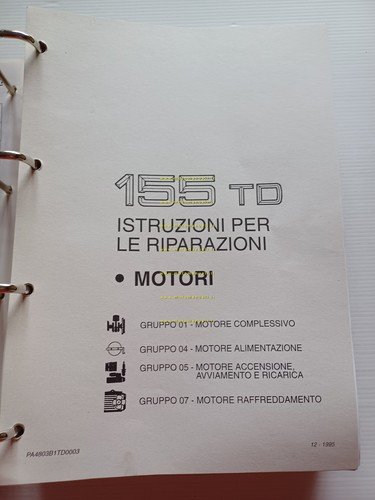 155 TD
ISTRUZIONI PER
LE RIPARAZIONI
• MOTORI
GRUPPO 01 - MOTORE COMPLESSIVO
GRUPPO 04 - MOTORE ALIMENTAZIONE
GRUPPO 05 - MOTORE ACCENSIONE,
AVVIAMENTO E RICARICA
GRUPPO 07 - MOTORE RAFFREDDAMENTO
PA4803B1TD0003
12 - 1995